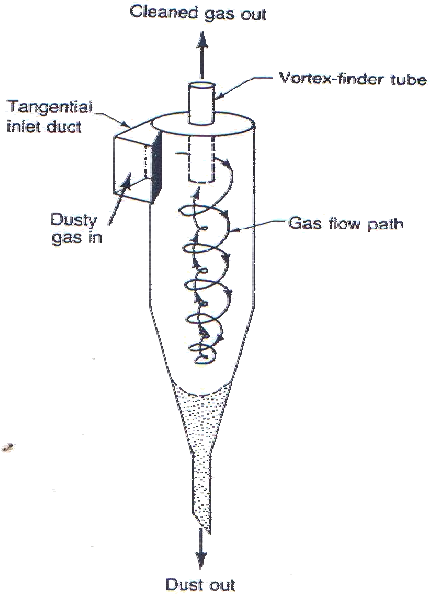 Cleaned gas out
Vortex-finder tube
Tangential
inlet duct
Dusty
gas in
Gas flow path
Dust out